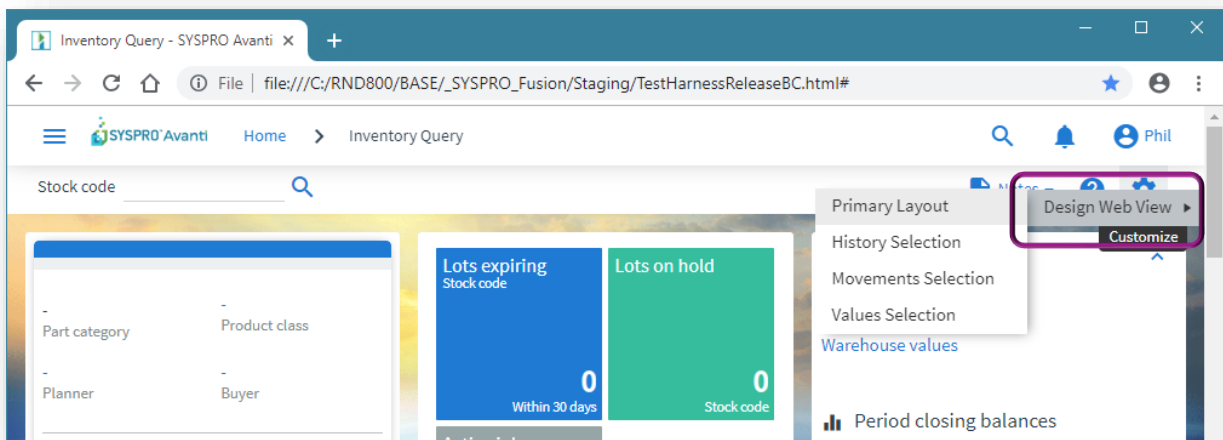 Inventory Query - SYSPRO Avanti
File | file:///C:/RND800/BASE/_SYSPRO_Fusion/Staging/TestHarnessReleaseBC.html#
SYSPRO Avanti Home Inventory Query Phil
Stock code Notes
Design Web View
Customize
Primary Layout
History Selection
Movements Selection
Values Selection
Warehouse values
Period closing balances
-
Part category
-
Product class
-
Planner
-
Buyer
Lots expiring
Stock code
0
Within 30 days
Lots on hold
0
Stock code